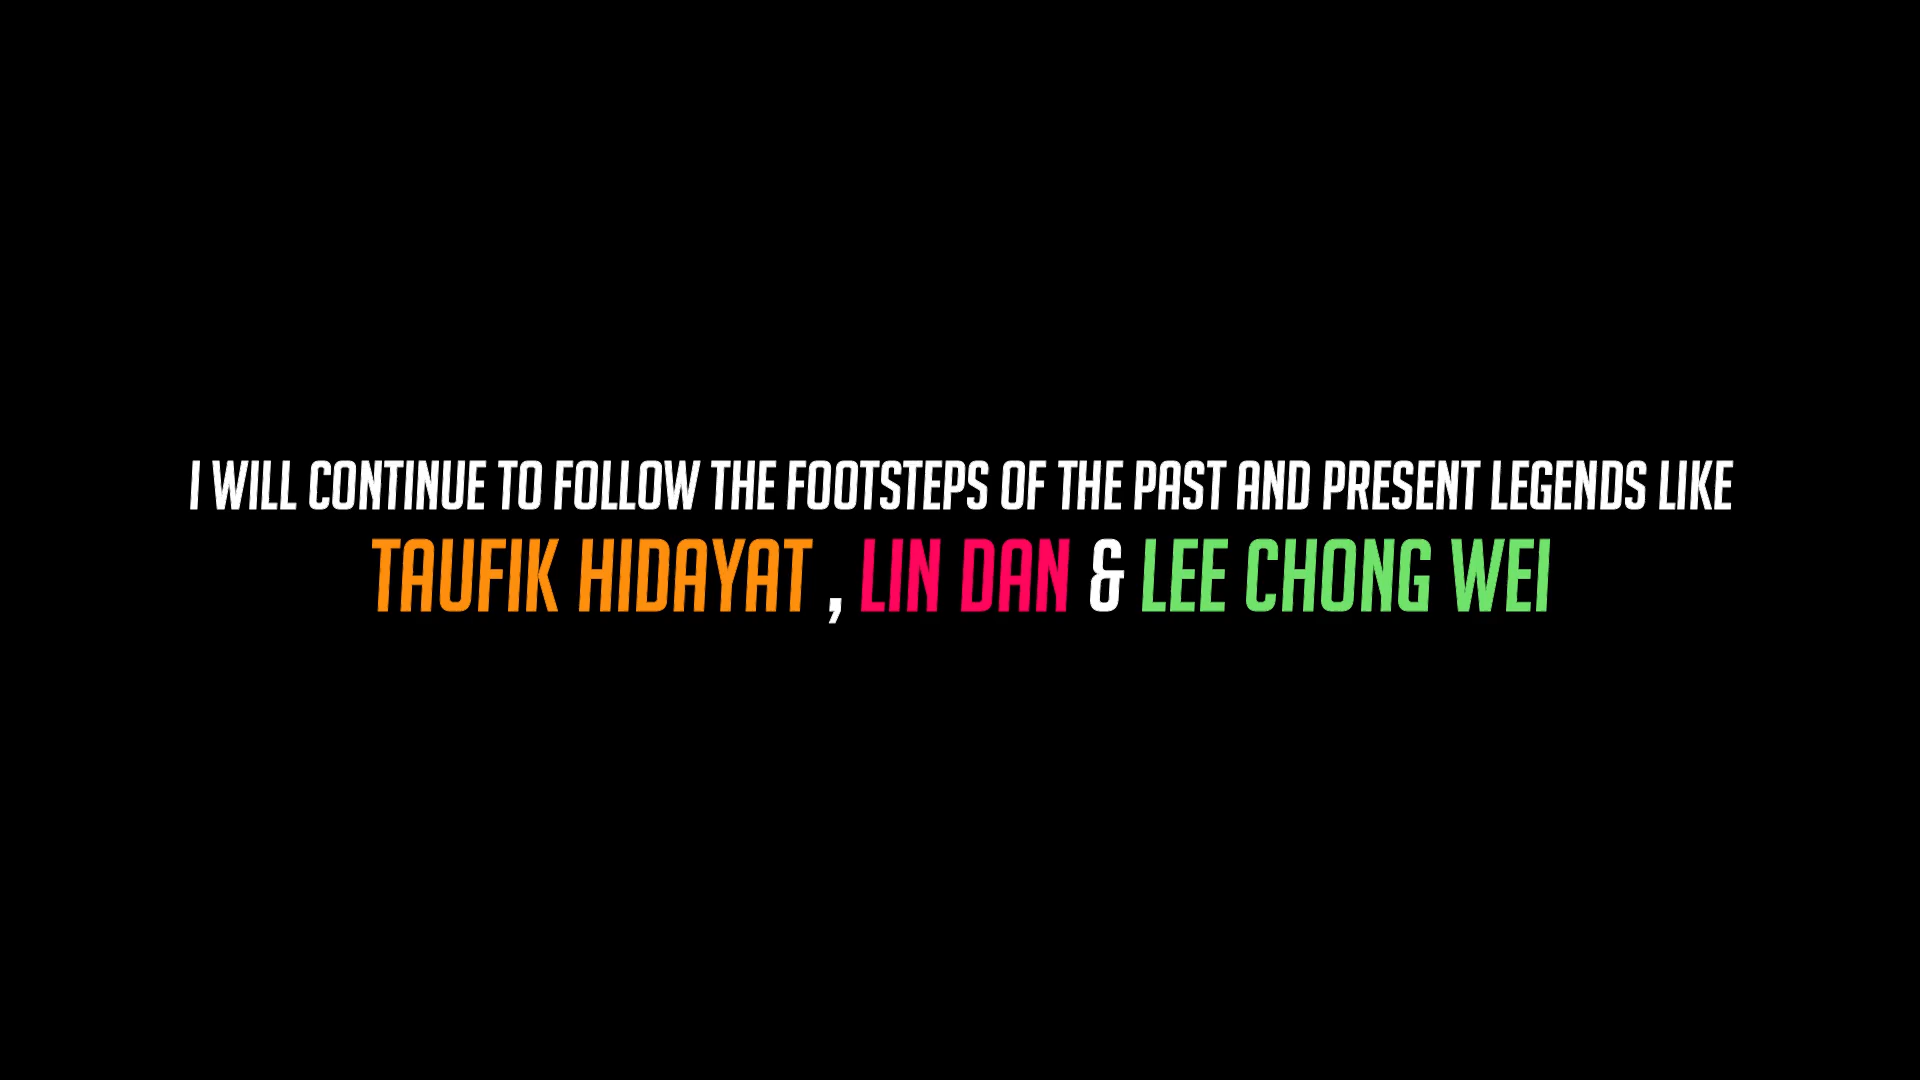 I WILL CONTINUE TO FOLLOW THE FOOTSTEPS OF THE PAST AND PRESENT LEGENDS LIKE
TAUFIK HIDAYAT , LIN DAN & LEE CHONG WEI